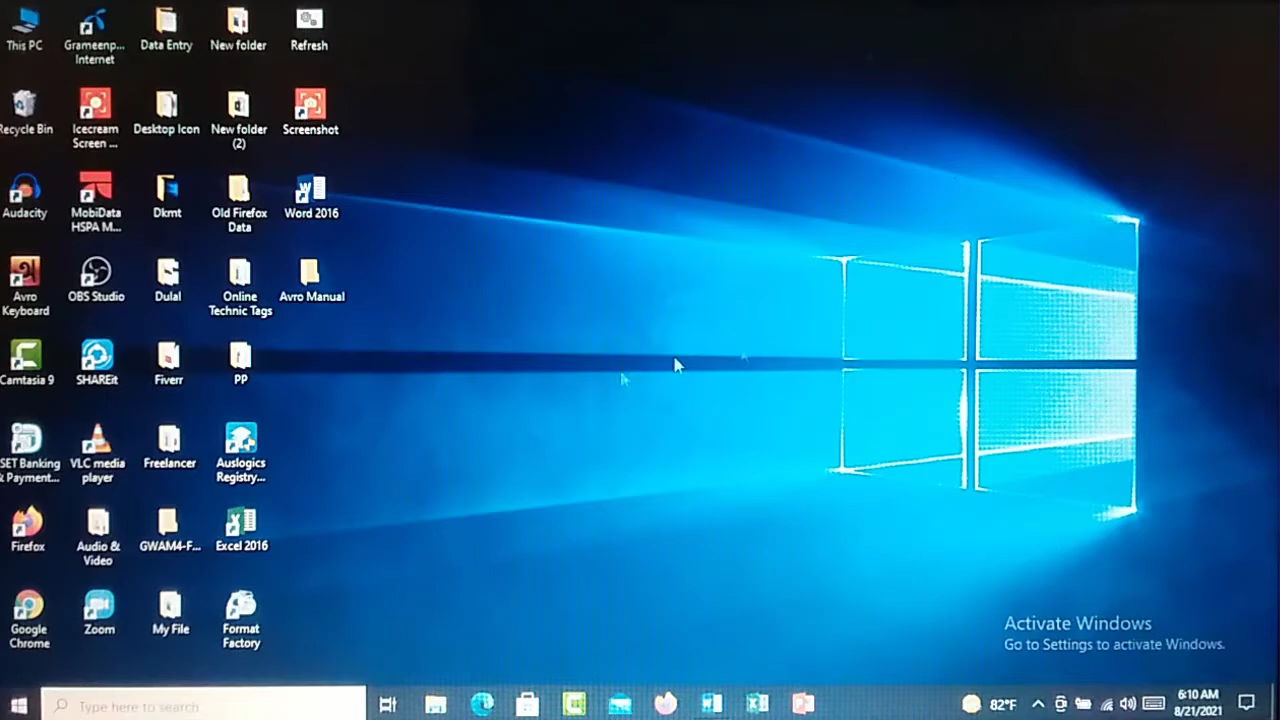 This PC
Grameenp...
Internet
Data Entry
New folder
Refresh
Recycle Bin
Icecream
Screen ...
Desktop Icon
New folder
(2)
Screenshot
Audacity
MobiData
HSPA M...
Dkmt
Old Firefox
Data
Word 2016
Avro
Keyboard
OBS Studio
Dulal
Online
Technic Tags
Avro Manual
Camtasia 9
SHAREit
Fiverr
PP
SET Banking
& Payment...
VLC media
player
Freelancer
Auslogics
Registry...
Firefox
Audio &
Video
GWAM4-F...
Excel 2016
Google
Chrome
Zoom
My File
Format
Factory
Activate Windows
Go to Settings to activate Windows.
Type here to search
82°F
6:10 AM
8/21/2021